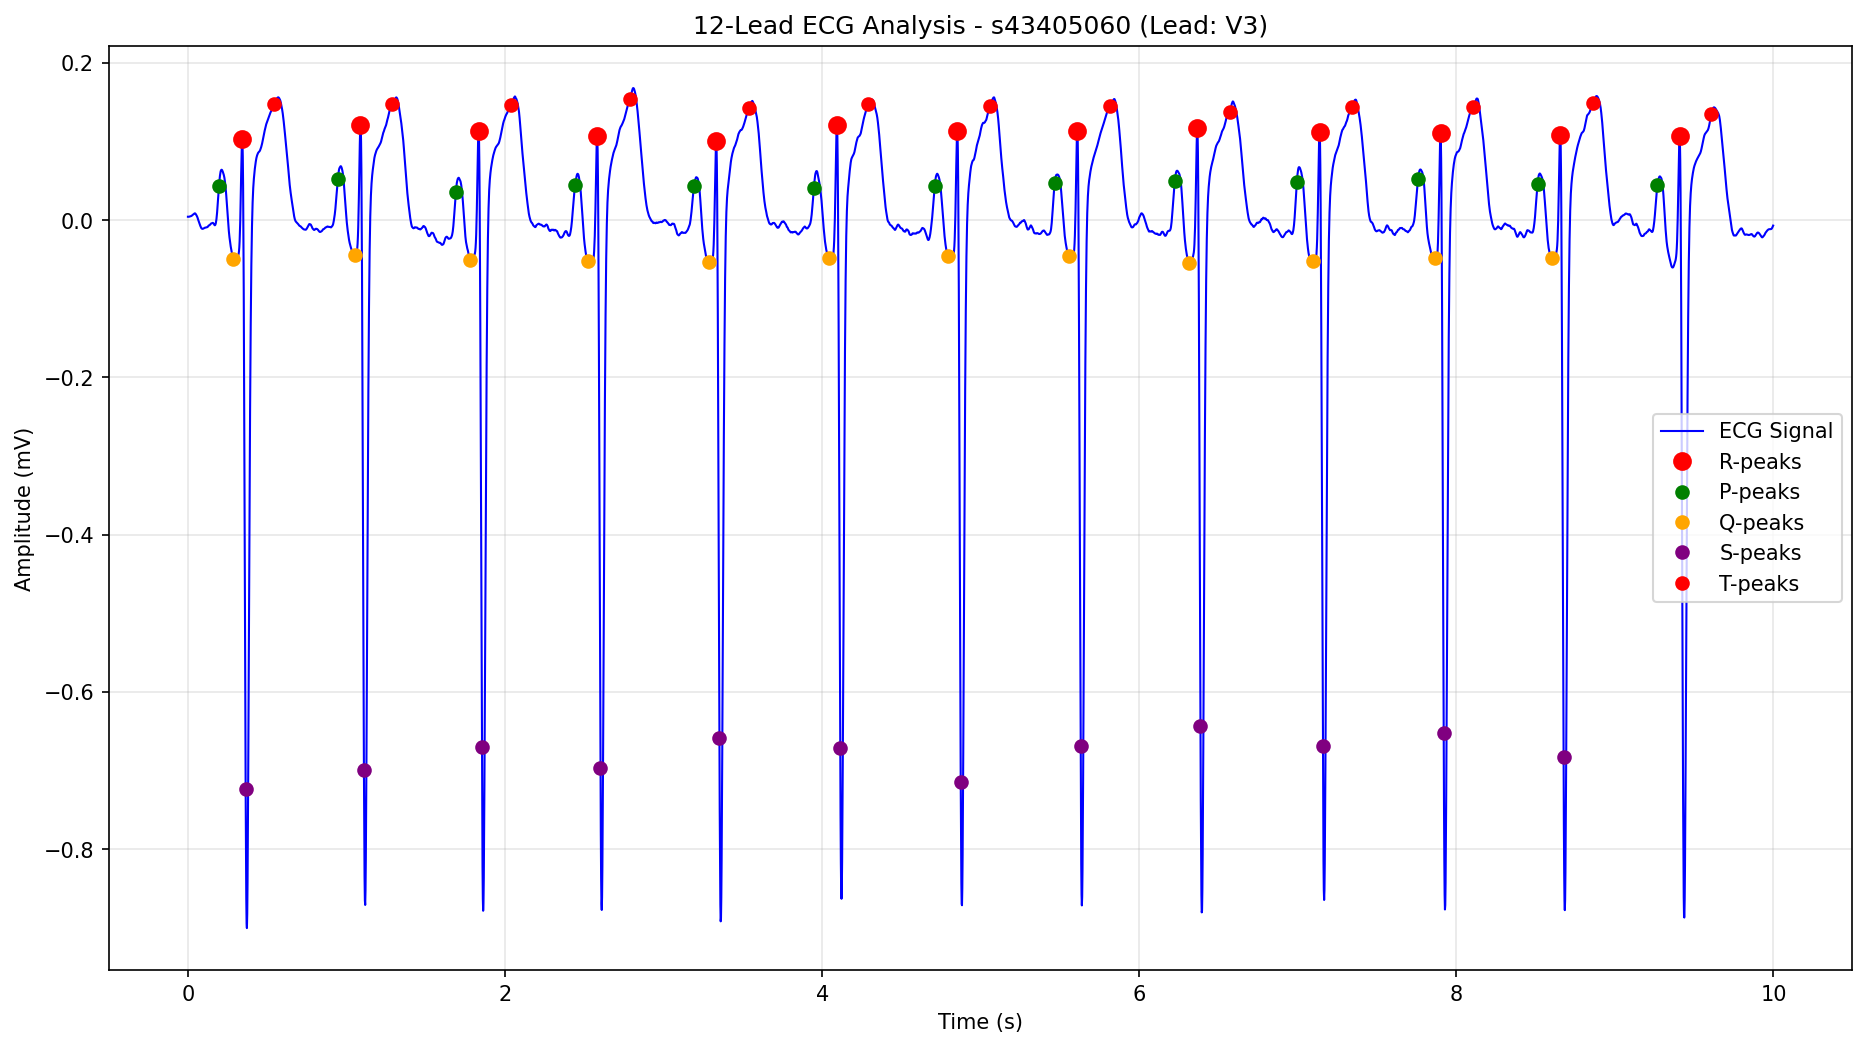 12-Lead ECG Analysis - s43405060 (Lead: V3)
Amplitude (mV)
0.2
0.0
−0.2
−0.4
−0.6
−0.8
ECG Signal
R-peaks
P-peaks
Q-peaks
S-peaks
T-peaks
0 2 4 6 8 10
Time (s)